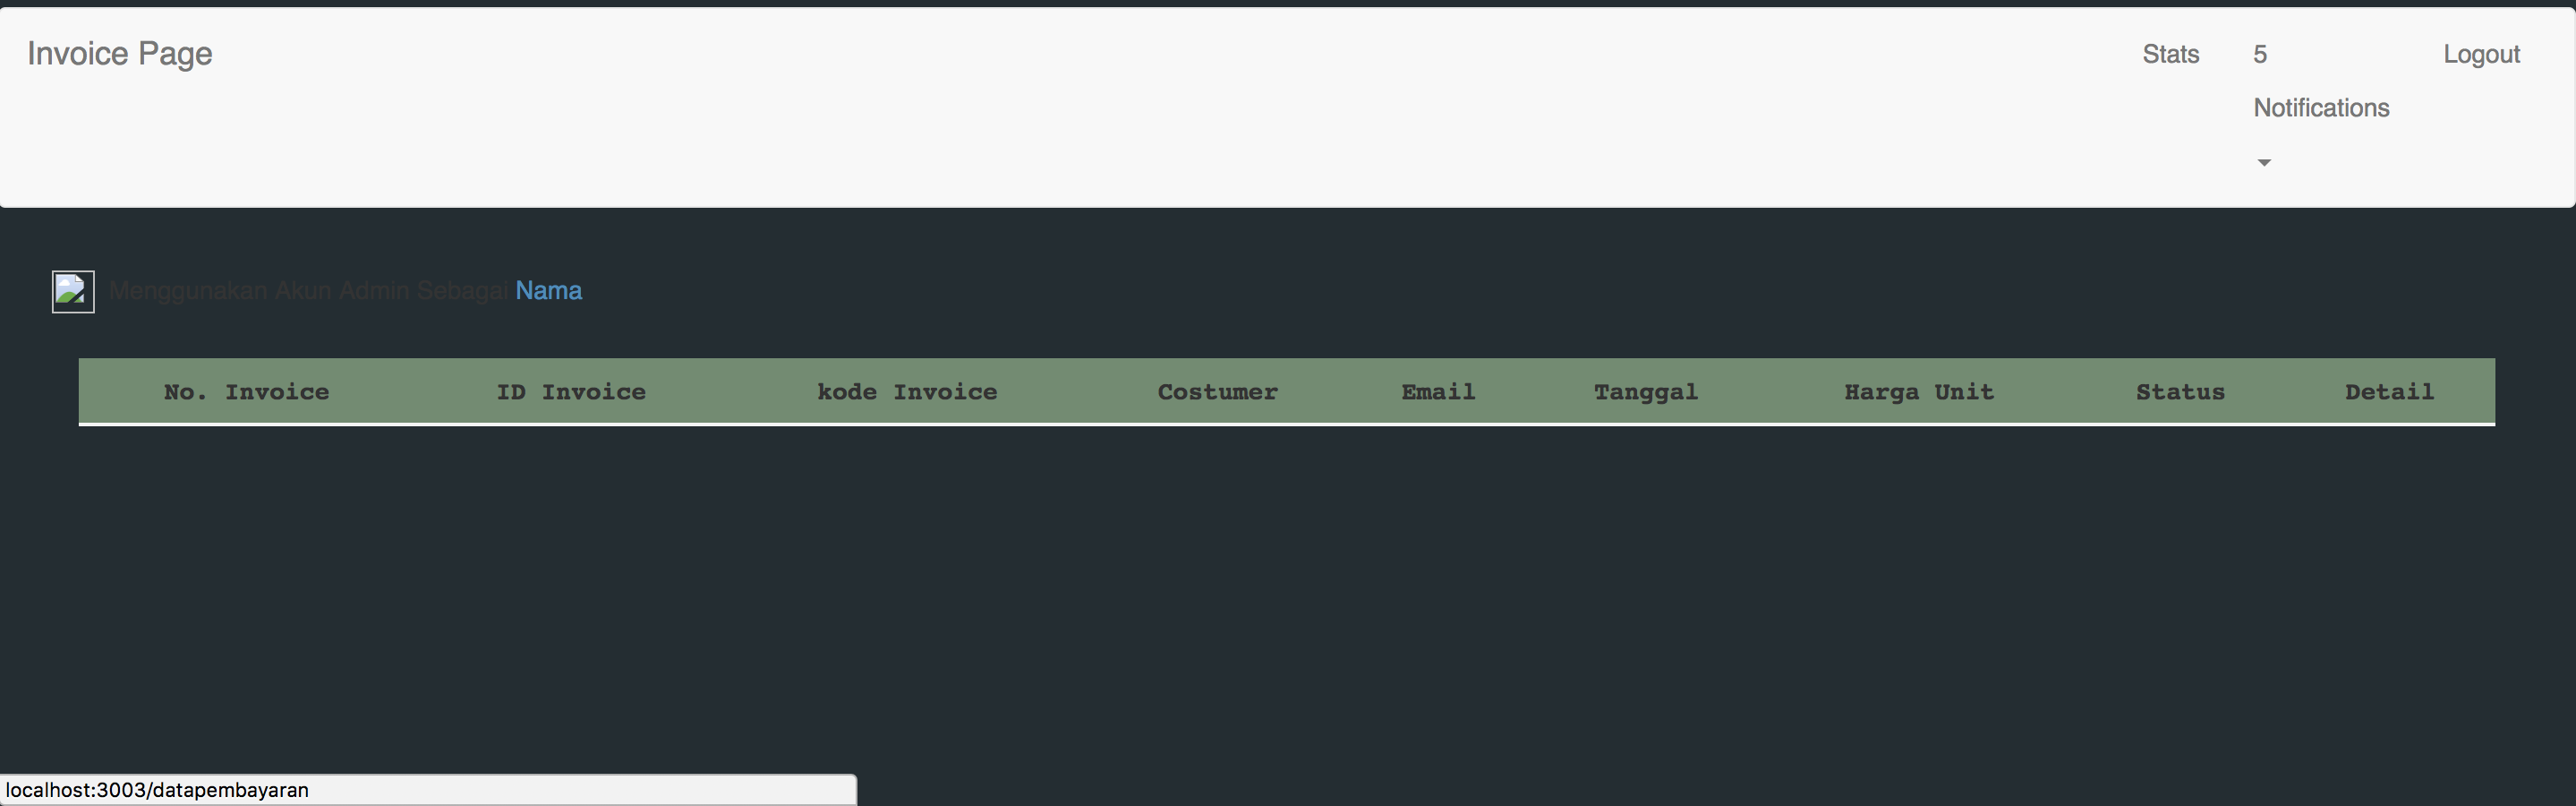 Invoice Page Stats 5 Logout
Notifications
Menggunakan Akun Admin Sebagai Nama
No. Invoice ID Invoice kode Invoice Costumer Email Tanggal Harga Unit Status Detail
localhost:3003/datapembayaran